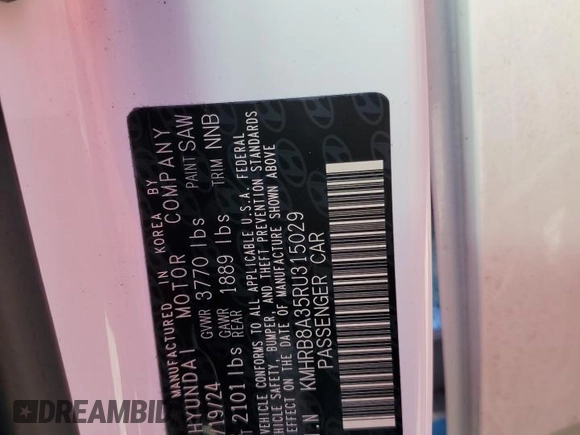 MANUFACTURED IN KOREA BY
HYUNDAI MOTOR COMPANY
19/24 GVWR 3770 lbs PAINT SAW
2101 lbs GAWR REAR 1889 lbs TRIM NNB
VEHICLE CONFORMS TO ALL APPLICABLE U.S.A. FEDERAL
VEHICLE SAFETY, BUMPER, AND THEFT PREVENTION STANDARDS
EFFECT ON THE DATE OF MANUFACTURE SHOWN ABOVE
KMHRB8A35RU315029
PASSENGER CAR
DREAMBID